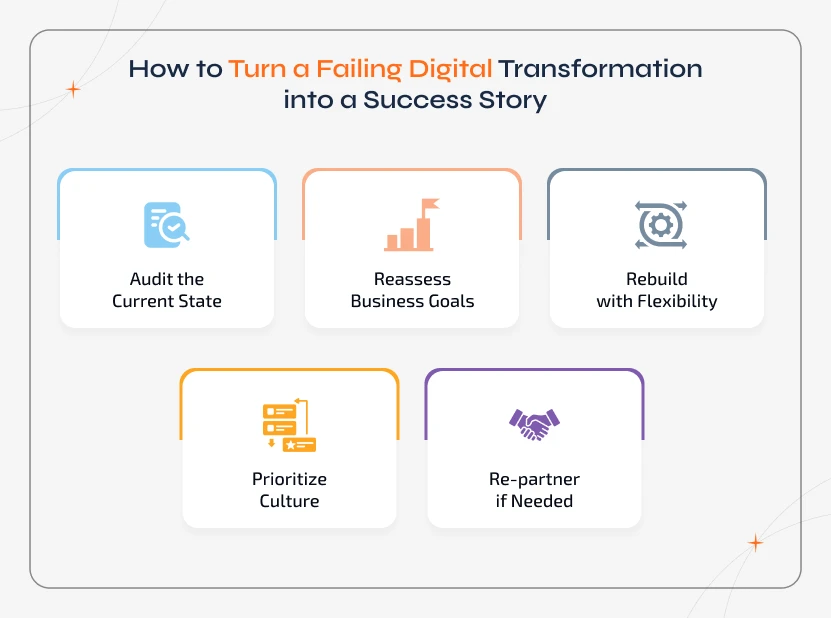 How to Turn a Failing Digital Transformation
into a Success Story
Audit the
Current State
Reassess
Business Goals
Rebuild
with Flexibility
Prioritize
Culture
Re-partner
if Needed